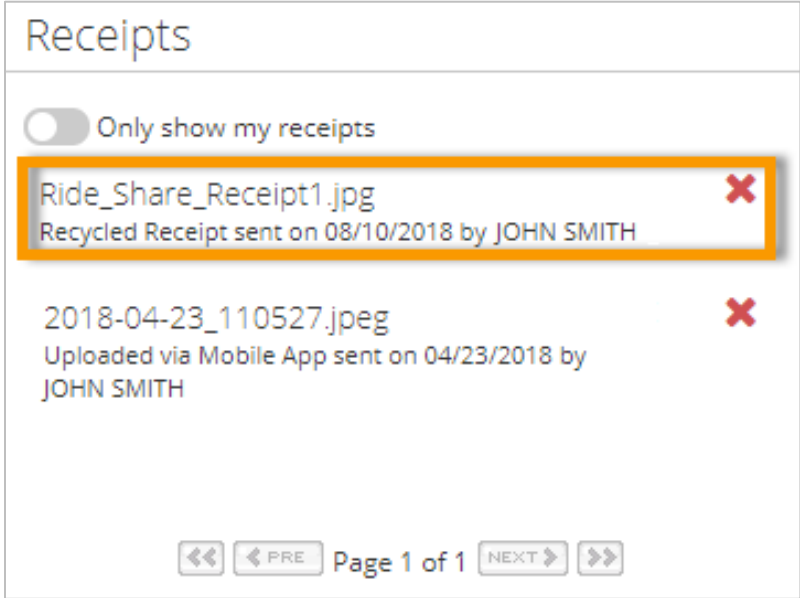 Receipts
Only show my receipts
Ride_Share_Receipt1.jpg
Recycled Receipt sent on 08/10/2018 by JOHN SMITH
2018-04-23_110527.jpeg
Uploaded via Mobile App sent on 04/23/2018 by
JOHN SMITH
PRE Page 1 of 1 NEXT